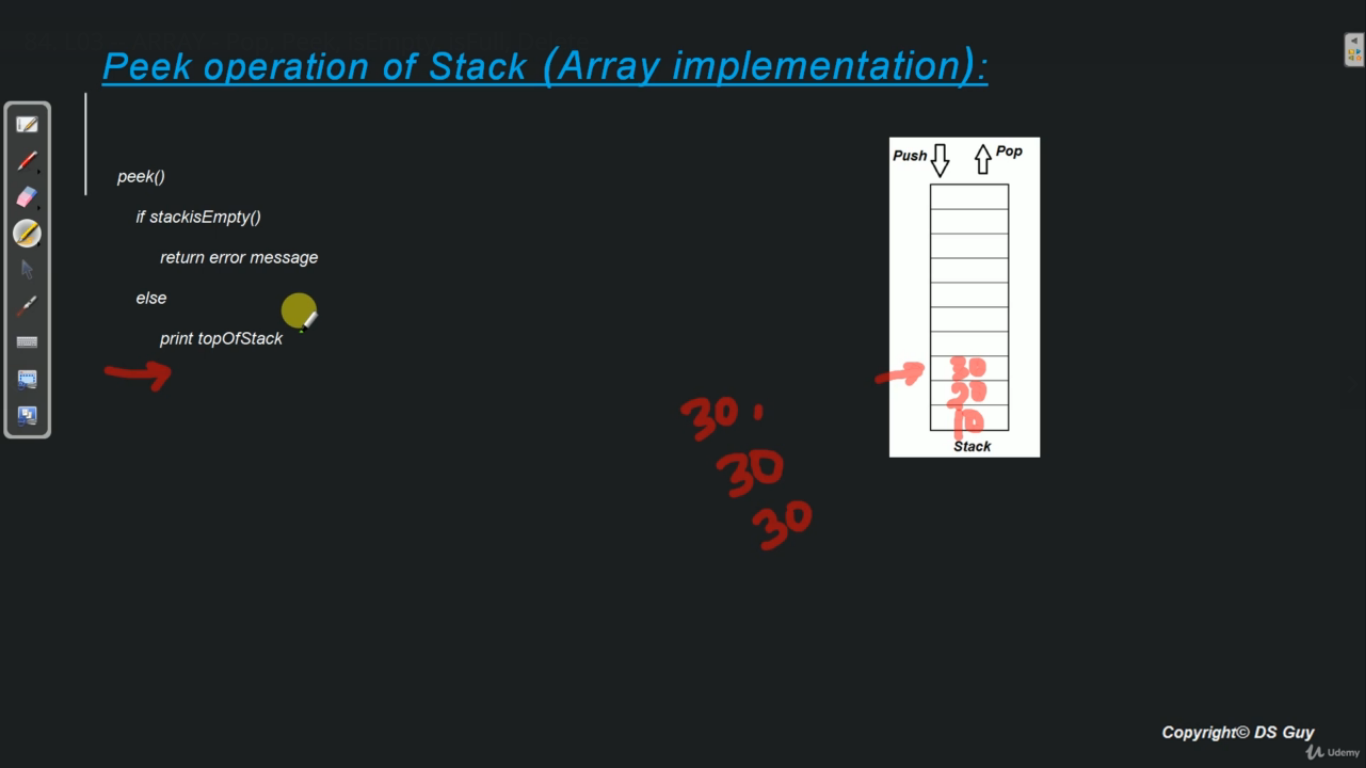 Peek operation of Stack (Array implementation):
peek()
if stackisEmpty()
return error message
else
print topOfStack
Push
Pop
30
20
10
Stack
30
30
30
Copyright© DS Guy
Udemy